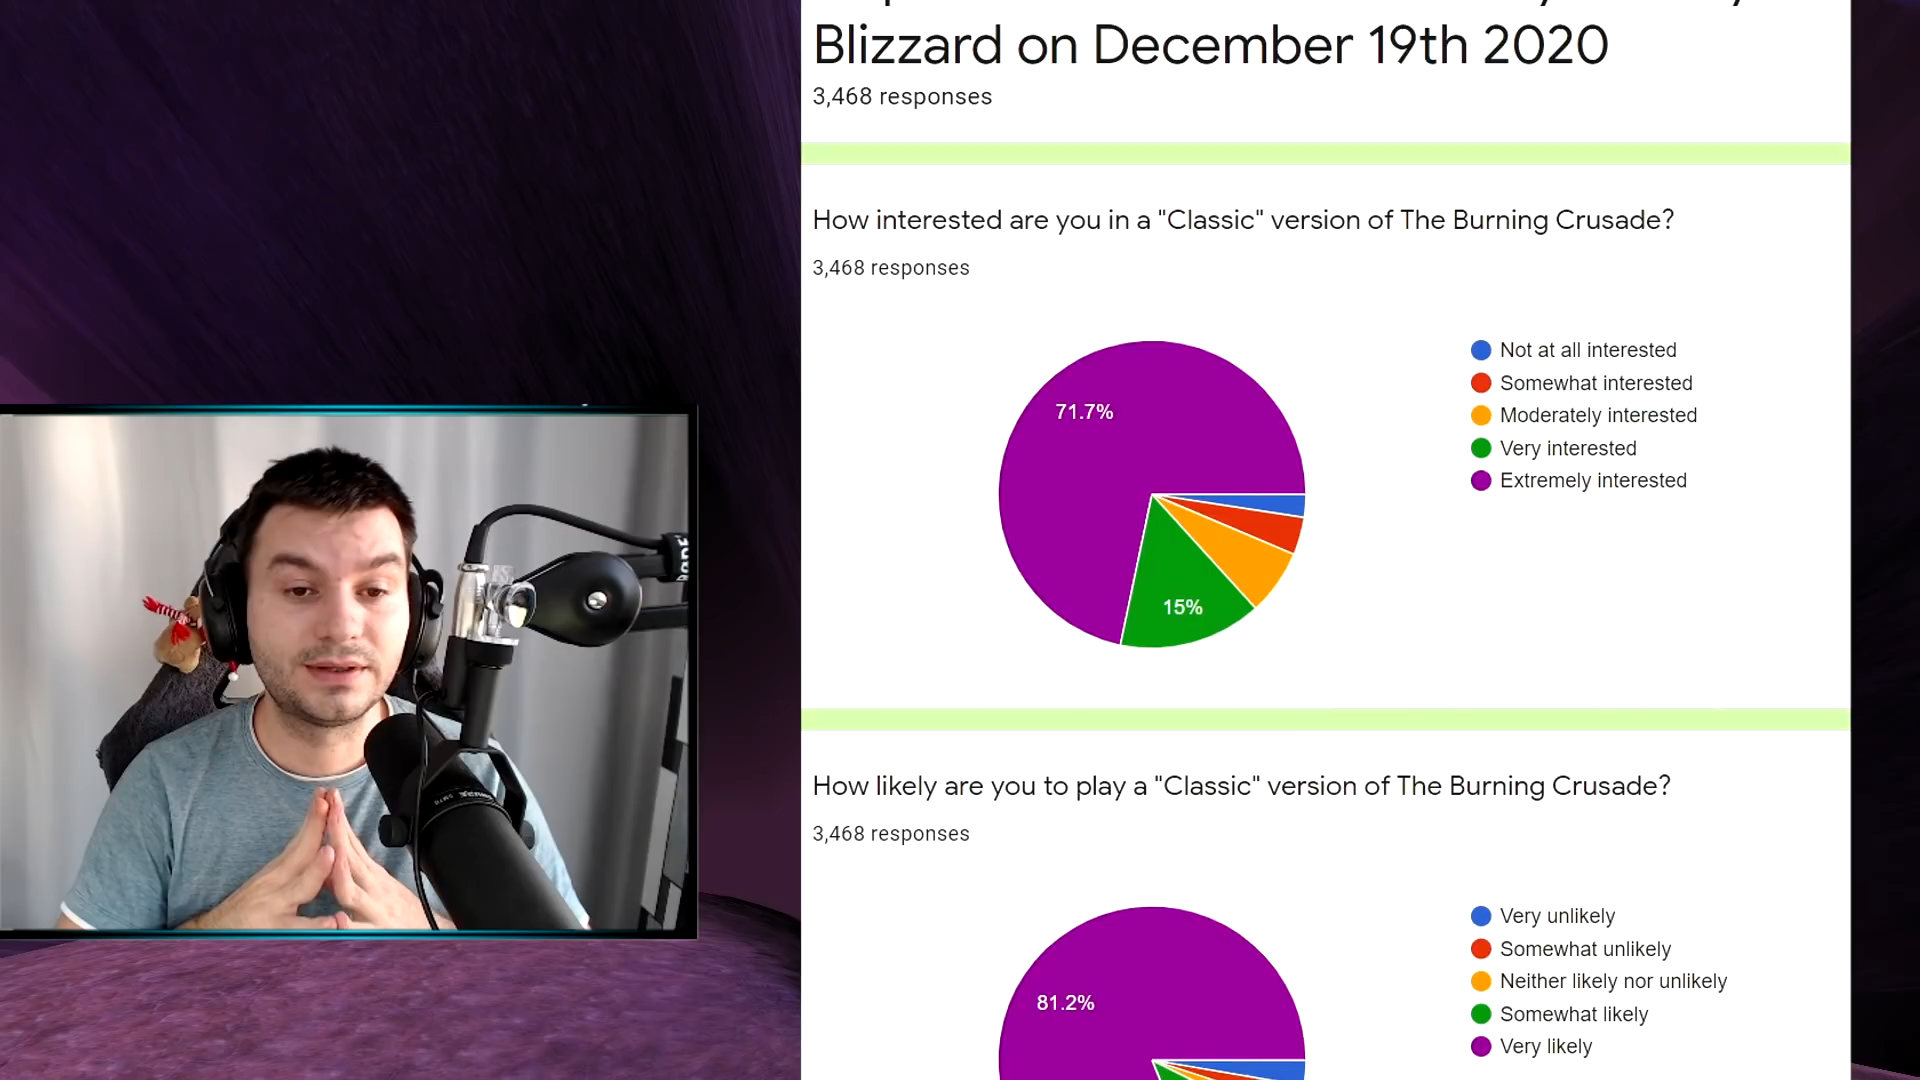 Blizzard on December 19th 2020
3,468 responses
How interested are you in a "Classic" version of The Burning Crusade?
3,468 responses
71.7%
15%
Not at all interested
Somewhat interested
Moderately interested
Very interested
Extremely interested
How likely are you to play a "Classic" version of The Burning Crusade?
3,468 responses
81.2%
Very unlikely
Somewhat unlikely
Neither likely nor unlikely
Somewhat likely
Very likely